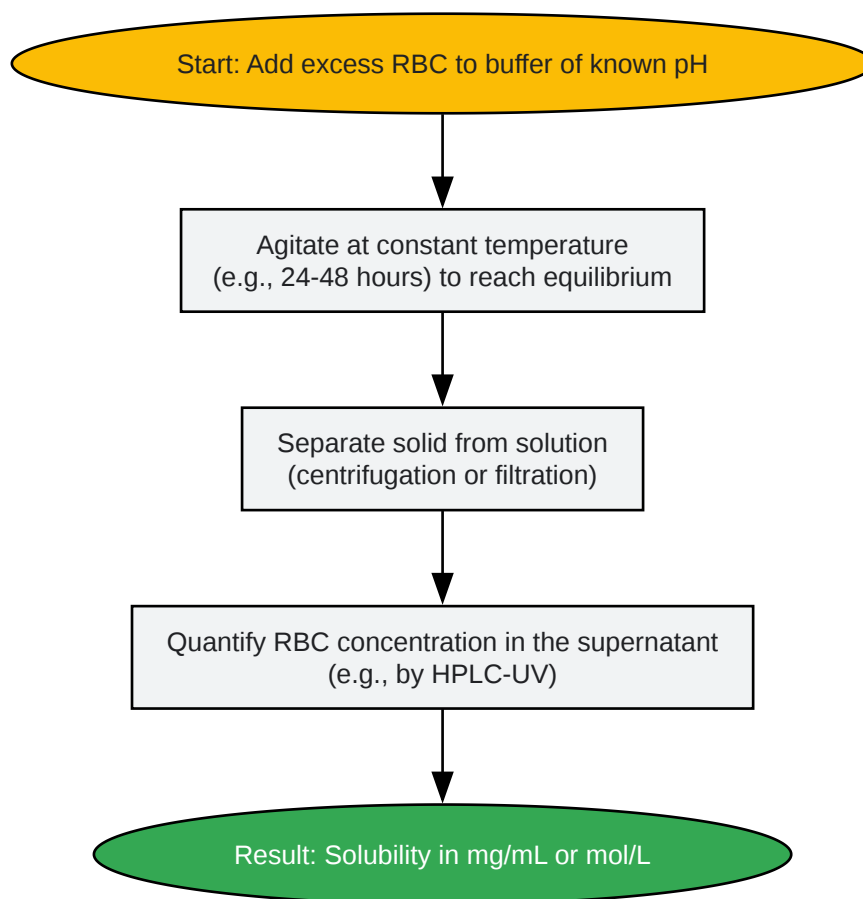 Start: Add excess RBC to buffer of known pH
Agitate at constant temperature
(e.g., 24-48 hours) to reach equilibrium
Separate solid from solution
(centrifugation or filtration)
Quantify RBC concentration in the supernatant
(e.g., by HPLC-UV)
Result: Solubility in mg/mL or mol/L